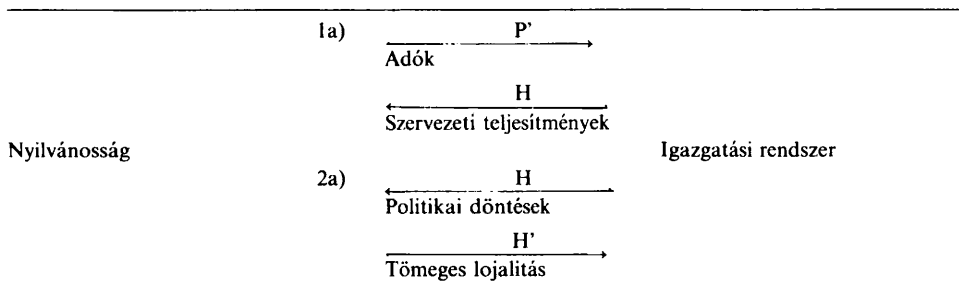 1a) P'
Adók
H
Szervezeti teljesítmények
Nyilvánosság Igazgatási rendszer
2a) H
Politikai döntések
H'
Tömeges lojalitás